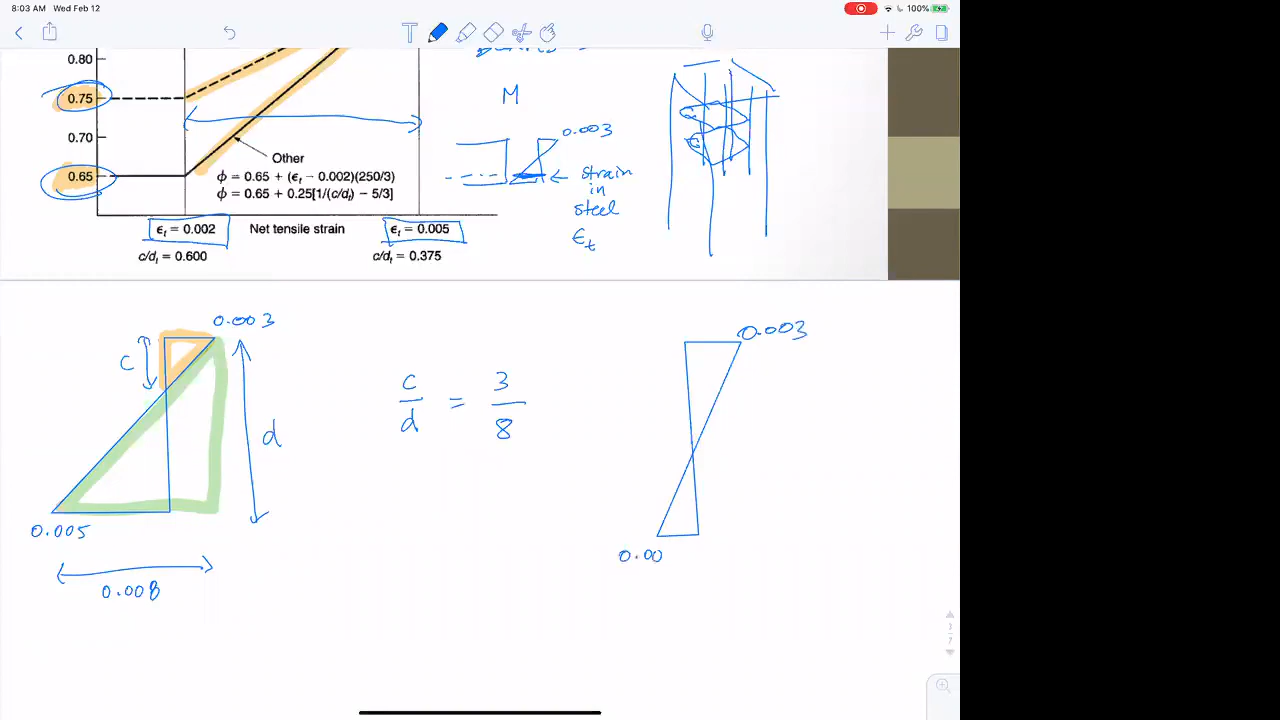 8:03 AM Wed Feb 12
100%
T
0.80
0.75
0.70
0.65
M
0.003
Other
ϕ = 0.65 + (ϵt − 0.002)(250/3)
ϕ = 0.65 + 0.25[1/(c/dt) − 5/3]
strain
in
steel
ϵt
ϵt = 0.002 Net tensile strain ϵt = 0.005
c/dt = 0.600 c/dt = 0.375
0.003
c
d
0.005
0.008
c/d = 3/8
0.003
0.00